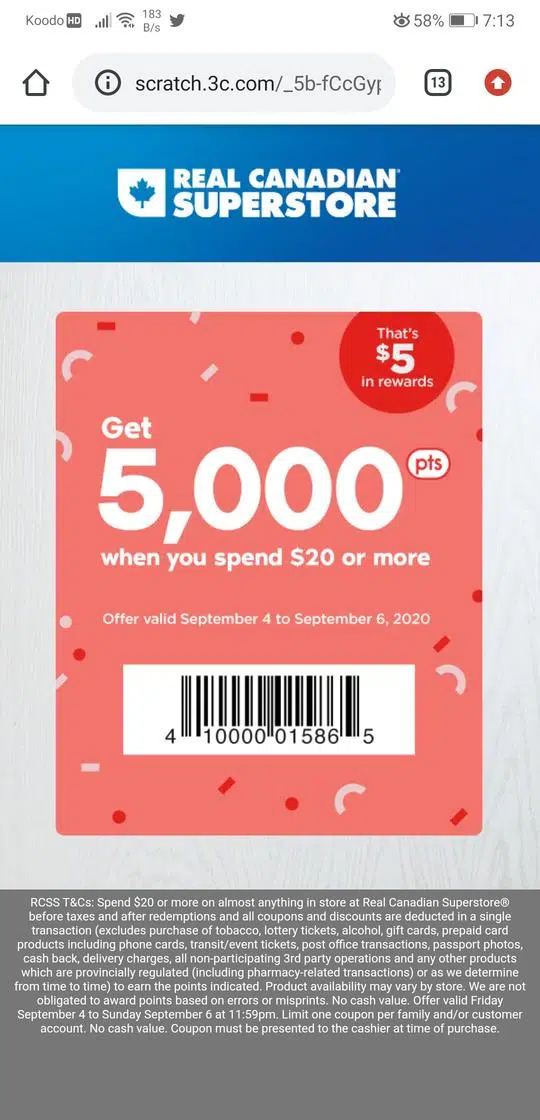 Koodo HD 183 B/s 58% 7:13
scratch.3c.com/_5b-fCcGyp
13
REAL CANADIAN
SUPERSTORE
That's
$5
in rewards
Get
5,000 pts
when you spend $20 or more
Offer valid September 4 to September 6, 2020
4 10000 01586 5
RCSS T&Cs: Spend $20 or more on almost anything in store at Real Canadian Superstore®
before taxes and after redemptions and all coupons and discounts are deducted in a single
transaction (excludes purchase of tobacco, lottery tickets, alcohol, gift cards, prepaid card
products including phone cards, transit/event tickets, post office transactions, passport photos,
cash back, delivery charges, all non-participating 3rd party operations and any other products
which are provincially regulated (including pharmacy-related transactions) or as we determine
from time to time) to earn the points indicated. Product availability may vary by store. We are not
obligated to award points based on errors or misprints. No cash value. Offer valid Friday
September 4 to Sunday September 6 at 11:59pm. Limit one coupon per family and/or customer
account. No cash value. Coupon must be presented to the cashier at time of purchase.